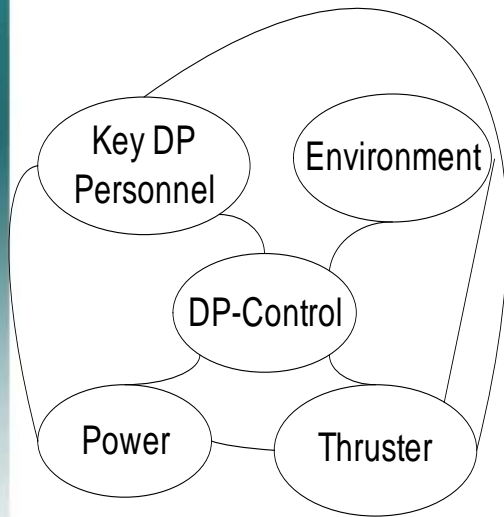 Key DP
Personnel
Environment
DP-Control
Power
Thruster